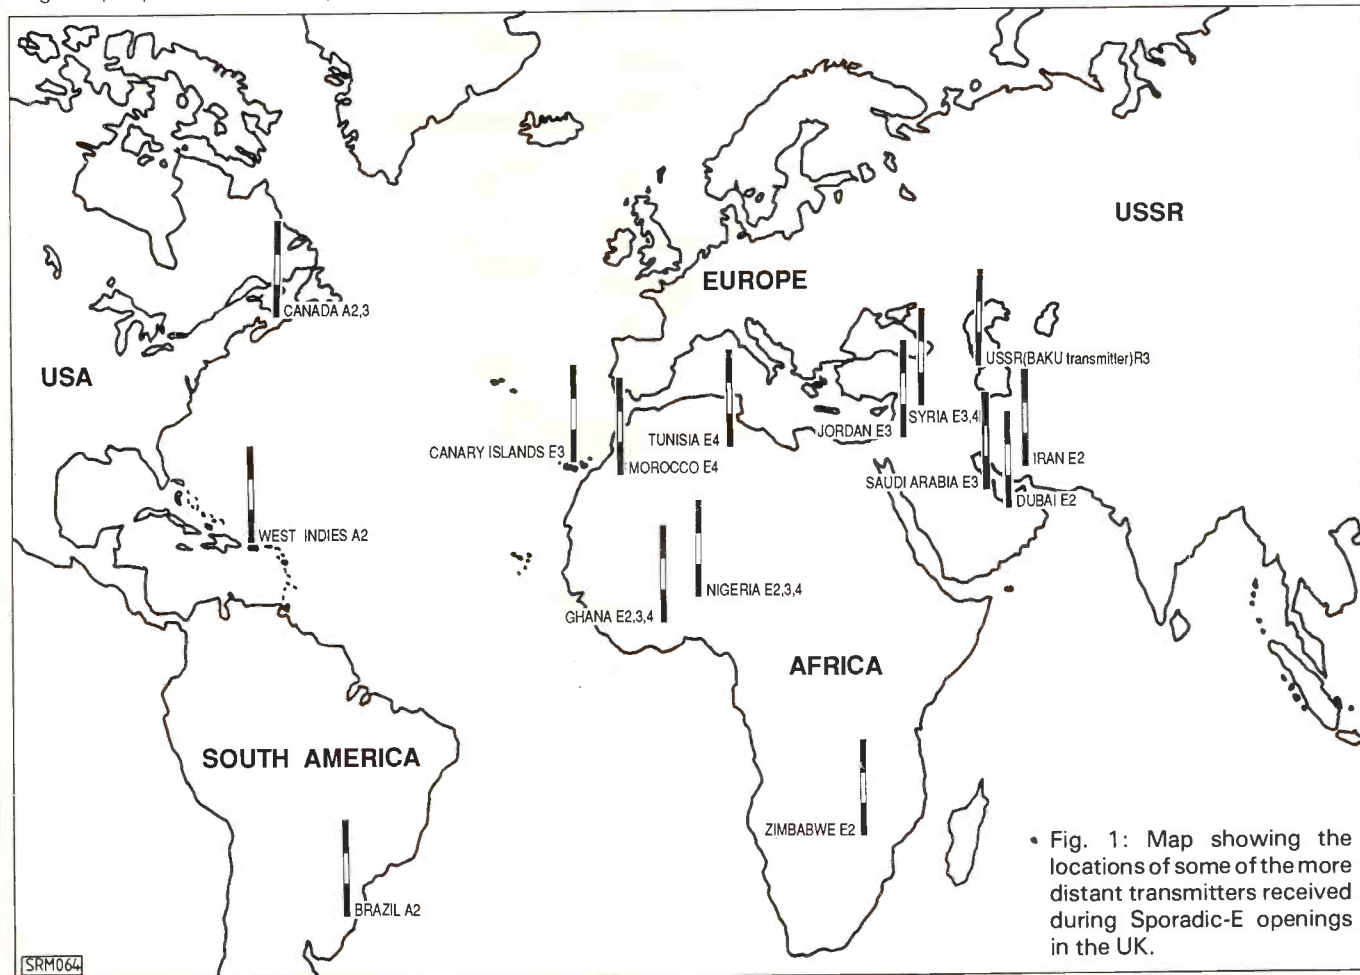 USSR
EUROPE
CANADA A2,3
USA
USSR(BAKU transmitter)R3
SYRIA E3,4
JORDAN E3
TUNISIA E4
CANARY ISLANDS E3
MOROCCO E4
IRAN E2
SAUDI ARABIA E3
DUBAI E2
WEST INDIES A2
NIGERIA E2,3,4
GHANA E2,3,4
AFRICA
SOUTH AMERICA
ZIMBABWE E2
BRAZIL A2
• Fig. 1: Map showing the
locations of some of the more
distant transmitters received
during Sporadic-E openings
in the UK.
SRM064